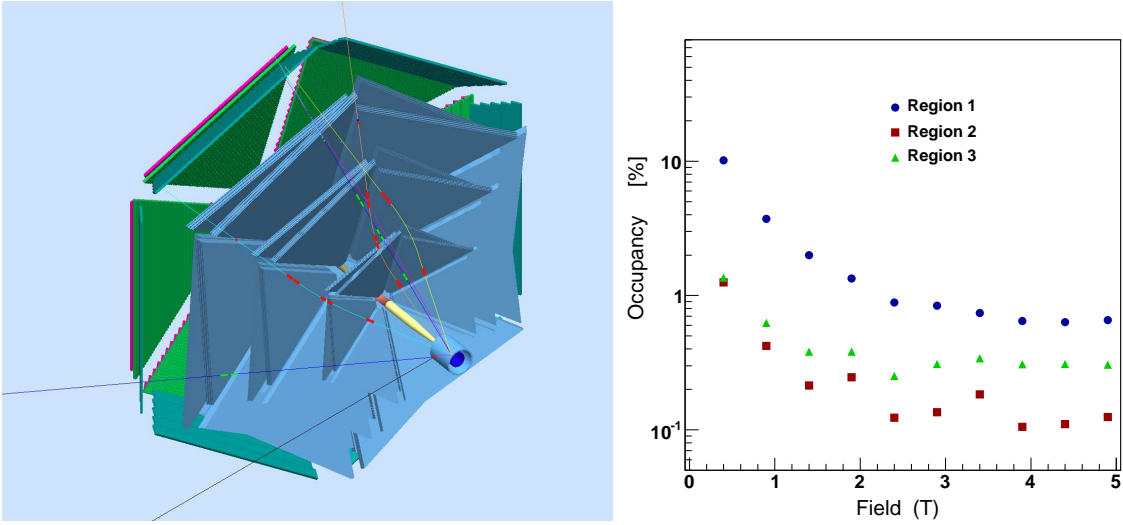 Region 1
Region 2
Region 3
Occupancy [%]
10
1
10⁻¹
0 1 2 3 4 5
Field (T)